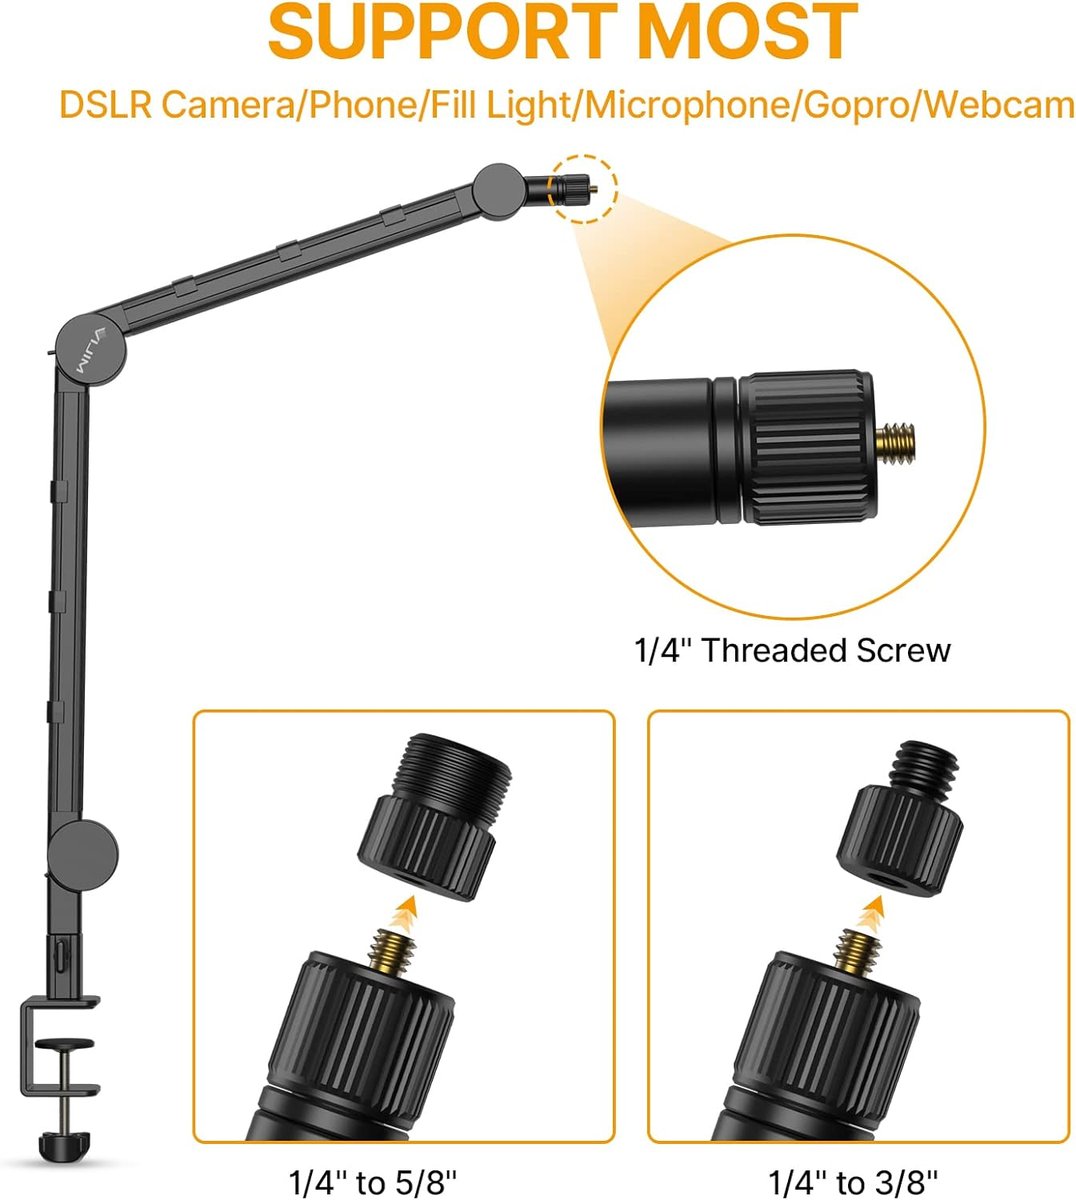 SUPPORT MOST
DSLR Camera/Phone/Fill Light/Microphone/Gopro/Webcam
VIJIM
1/4" Threaded Screw
1/4" to 5/8"
1/4" to 3/8"